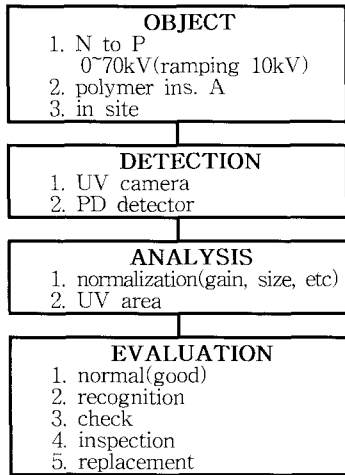 OBJECT
1. N to P
0~70kV(ramping 10kV)
2. polymer ins. A
3. in site
DETECTION
1. UV camera
2. PD detector
ANALYSIS
1. normalization(gain, size, etc)
2. UV area
EVALUATION
1. normal(good)
2. recognition
3. check
4. inspection
5. replacement